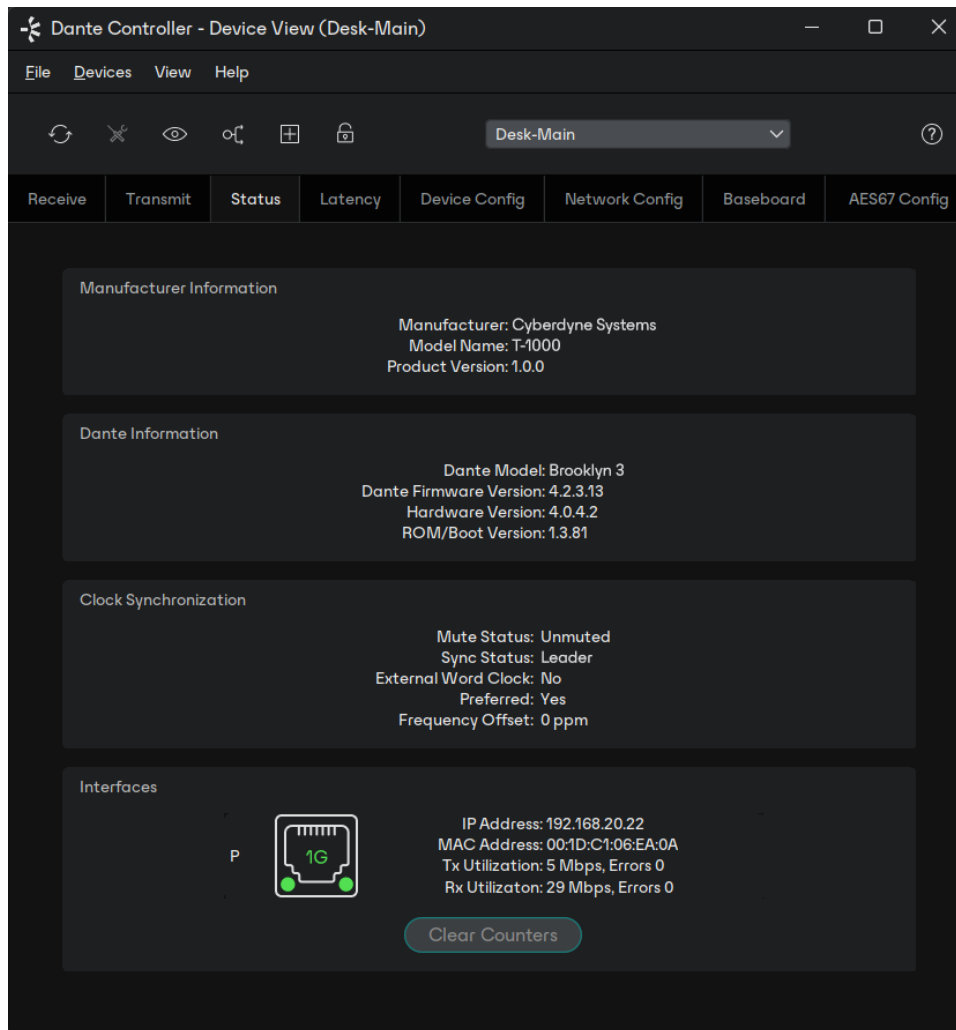 Dante Controller - Device View (Desk-Main)
File Devices View Help
Desk-Main
Receive Transmit Status Latency Device Config Network Config Baseboard AES67 Config
Manufacturer Information
Manufacturer: Cyberdyne Systems
Model Name: T-1000
Product Version: 1.0.0
Dante Information
Dante Model: Brooklyn 3
Dante Firmware Version: 4.2.3.13
Hardware Version: 4.0.4.2
ROM/Boot Version: 1.3.81
Clock Synchronization
Mute Status: Unmuted
Sync Status: Leader
External Word Clock: No
Preferred: Yes
Frequency Offset: 0 ppm
Interfaces
P
1G
IP Address: 192.168.20.22
MAC Address: 00:1D:C1:06:EA:0A
Tx Utilization: 5 Mbps, Errors 0
Rx Utilizaton: 29 Mbps, Errors 0
Clear Counters